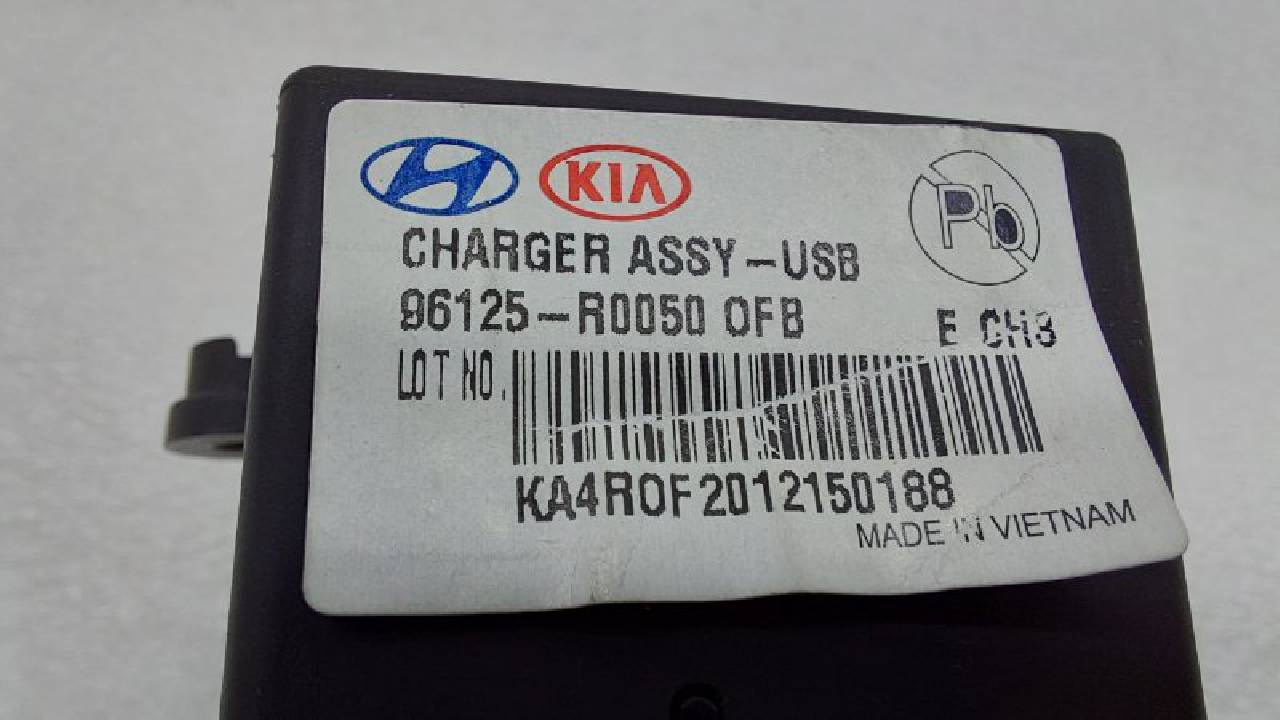 KIA
Pb
CHARGER ASSY-USB
96125-R0050 OFB
E CH3
LOT NO.
KA4ROF2012150188
MADE IN VIETNAM